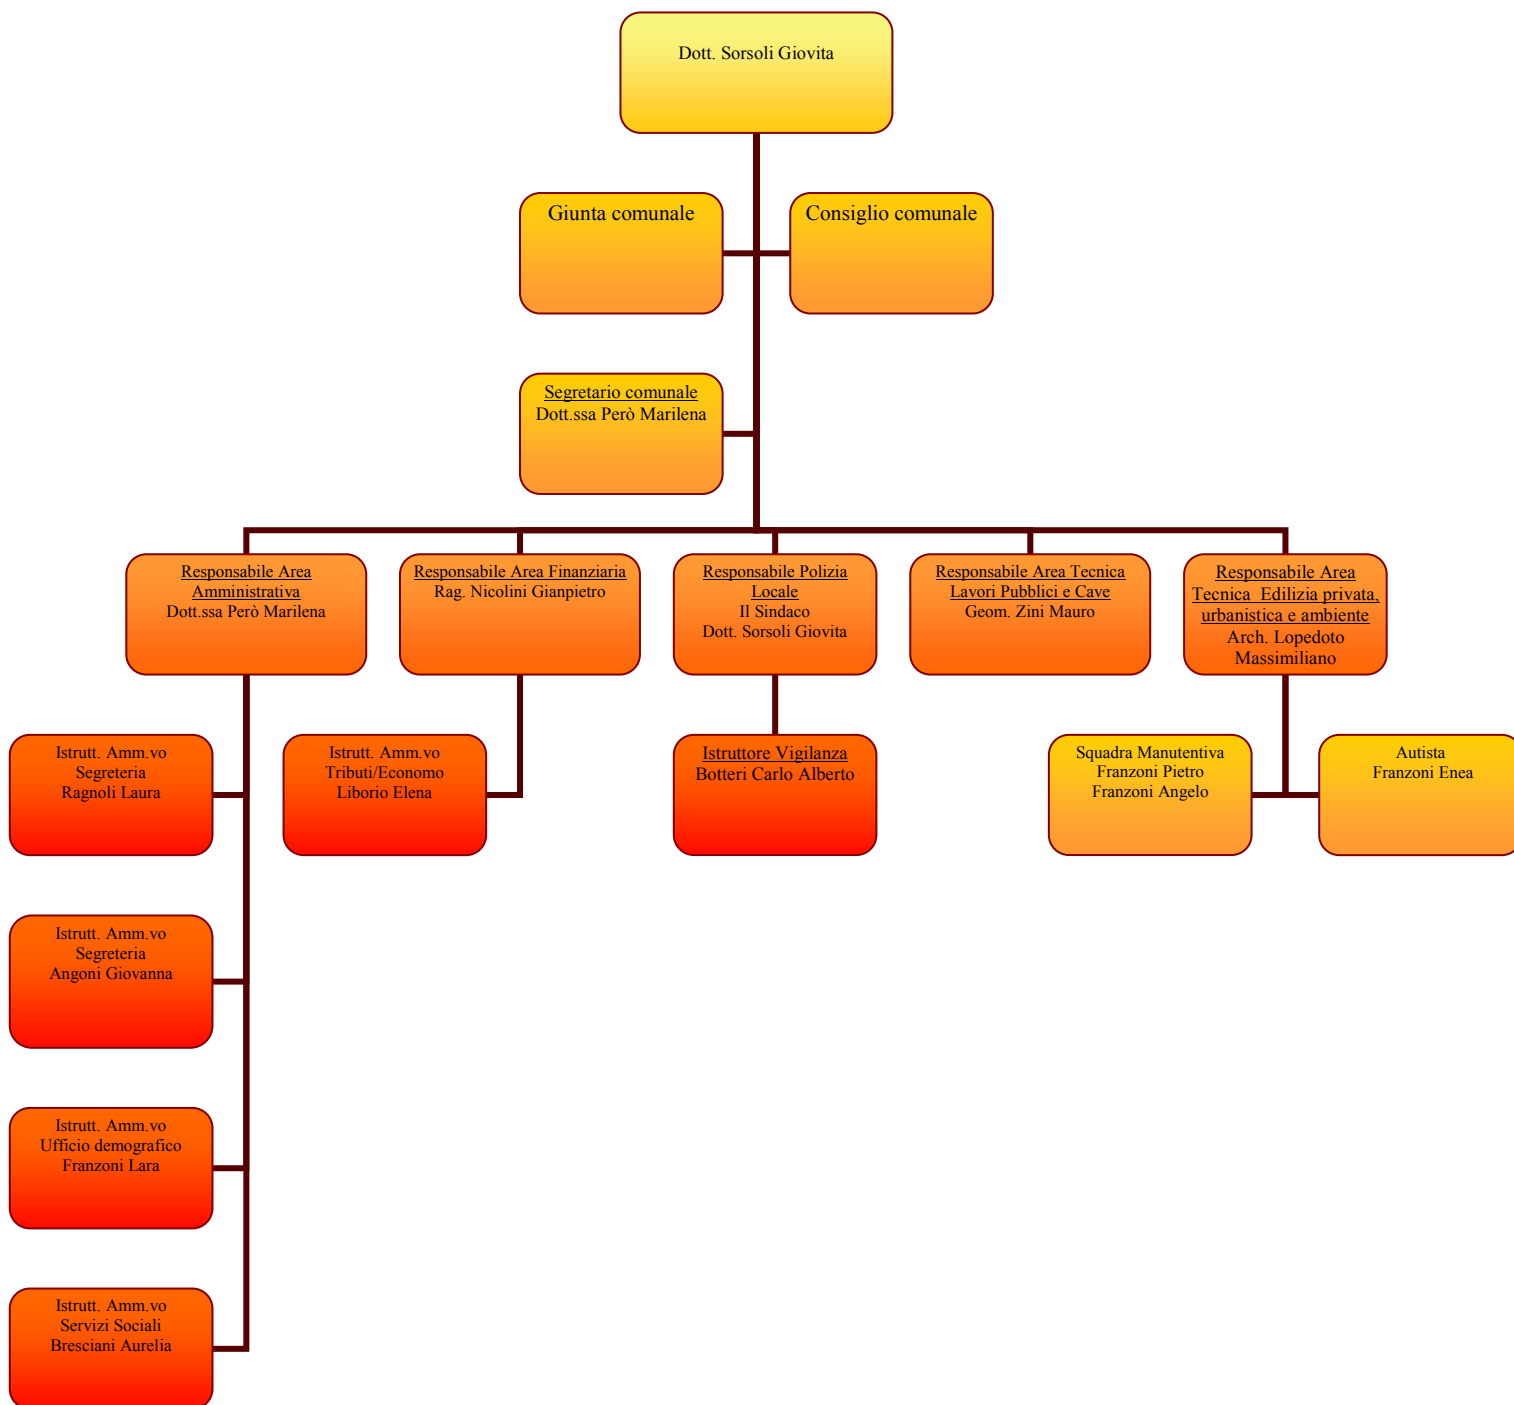 Dott. Sorsoli Giovita
Giunta comunale
Consiglio comunale
Segretario comunale
Dott.ssa Però Marilena
Responsabile Area
Amministrativa
Dott.ssa Però Marilena
Responsabile Area Finanziaria
Rag. Nicolini Gianpietro
Responsabile Polizia
Locale
Il Sindaco
Dott. Sorsoli Giovita
Responsabile Area Tecnica
Lavori Pubblici e Cave
Geom. Zini Mauro
Responsabile Area
Tecnica  Edilizia privata,
urbanistica e ambiente
Arch. Lopedoto
Massimiliano
Istrutt. Amm.vo
Segreteria
Ragnoli Laura
Istrutt. Amm.vo
Tributi/Economo
Liborio Elena
Istruttore Vigilanza
Botteri Carlo Alberto
Squadra Manutentiva
Franzoni Pietro
Franzoni Angelo
Autista
Franzoni Enea
Istrutt. Amm.vo
Segreteria
Angoni Giovanna
Istrutt. Amm.vo
Ufficio demografico
Franzoni Lara
Istrutt. Amm.vo
Servizi Sociali
Bresciani Aurelia